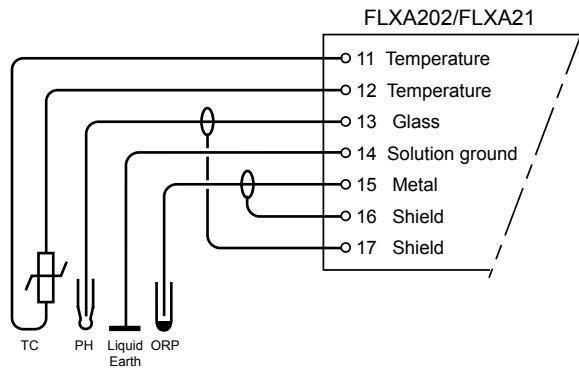 FLXA202/FLXA21
11 Temperature
12 Temperature
13 Glass
14 Solution ground
15 Metal
16 Shield
17 Shield
TC PH Liquid Earth ORP